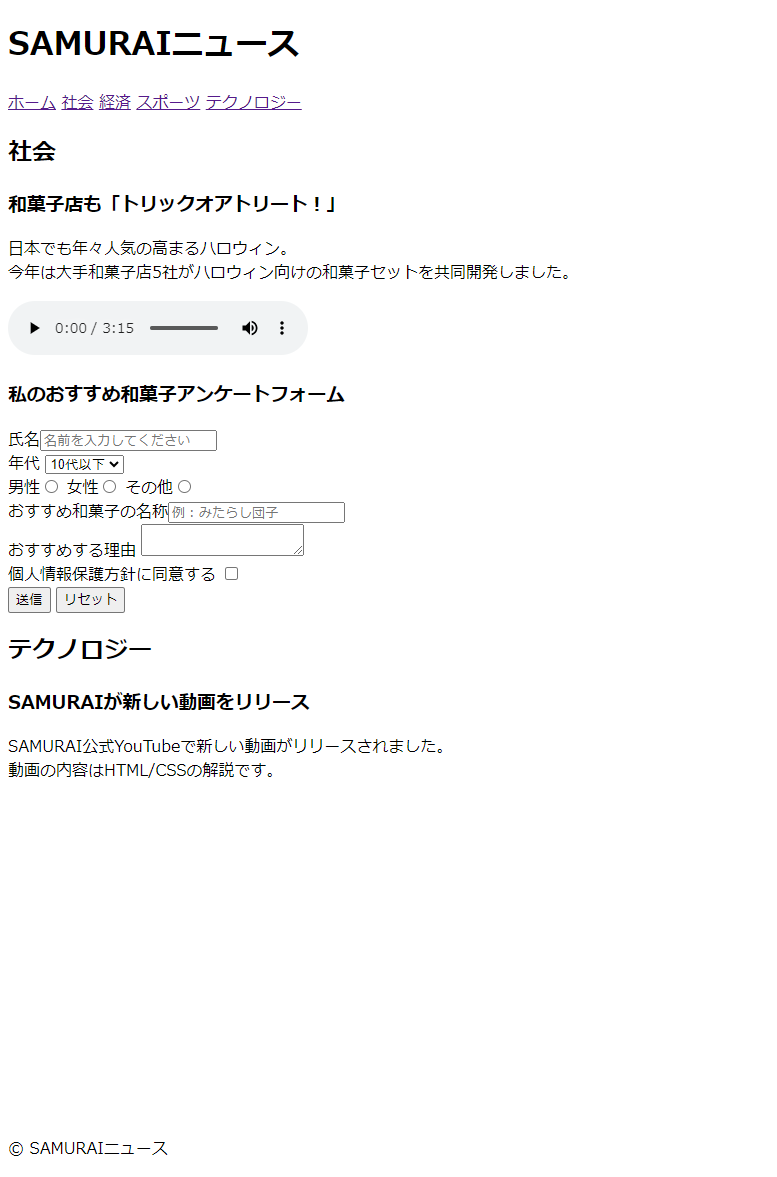 SAMURAIニュース
ホーム 社会 経済 スポーツ テクノロジー
社会
和菓子店も「トリックオアトリート！」
日本でも年々人気の高まるハロウィン。
今年は大手和菓子店5社がハロウィン向けの和菓子セットを共同開発しました。
0:00 / 3:15
私のおすすめ和菓子アンケートフォーム
氏名 名前を入力してください
年代 10代以下
男性 女性 その他
おすすめ和菓子の名称 例：みたらし団子
おすすめする理由
個人情報保護方針に同意する
送信 リセット
テクノロジー
SAMURAIが新しい動画をリリース
SAMURAI公式YouTubeで新しい動画がリリースされました。
動画の内容はHTML/CSSの解説です。
© SAMURAIニュース